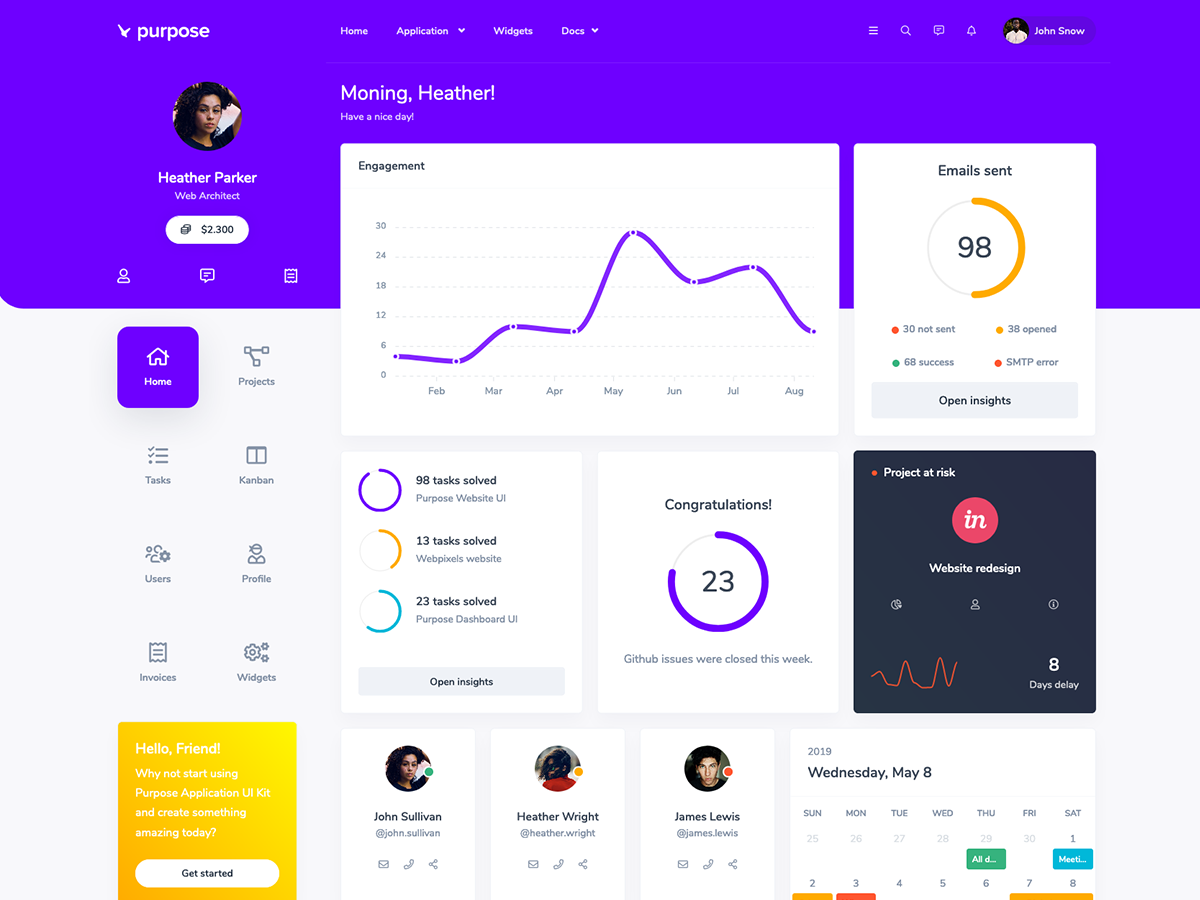 purpose
Home
Application
Widgets
Docs
John Snow
Heather Parker
Web Architect
$2.300
Moning, Heather!
Have a nice day!
Engagement
30
24
18
12
6
0
Feb
Mar
Apr
May
Jun
Jul
Aug
Emails sent
98
30 not sent
38 opened
68 success
SMTP error
Open insights
Home
Projects
Tasks
Kanban
Users
Profile
Invoices
Widgets
98 tasks solved
Purpose Website UI
13 tasks solved
Webpixels website
23 tasks solved
Purpose Dashboard UI
Open insights
Congratulations!
23
Github issues were closed this week.
Project at risk
in
Website redesign
8
Days delay
Hello, Friend!
Why not start using
Purpose Application UI Kit
and create something
amazing today?
Get started
John Sullivan
@john.sullivan
Heather Wright
@heather.wright
James Lewis
@james.lewis
2019
Wednesday, May 8
SUN MON TUE WED THU FRI SAT
25 26 27 28 29 30 1
All d...
Meeti...
2 3 4 5 6 7 8